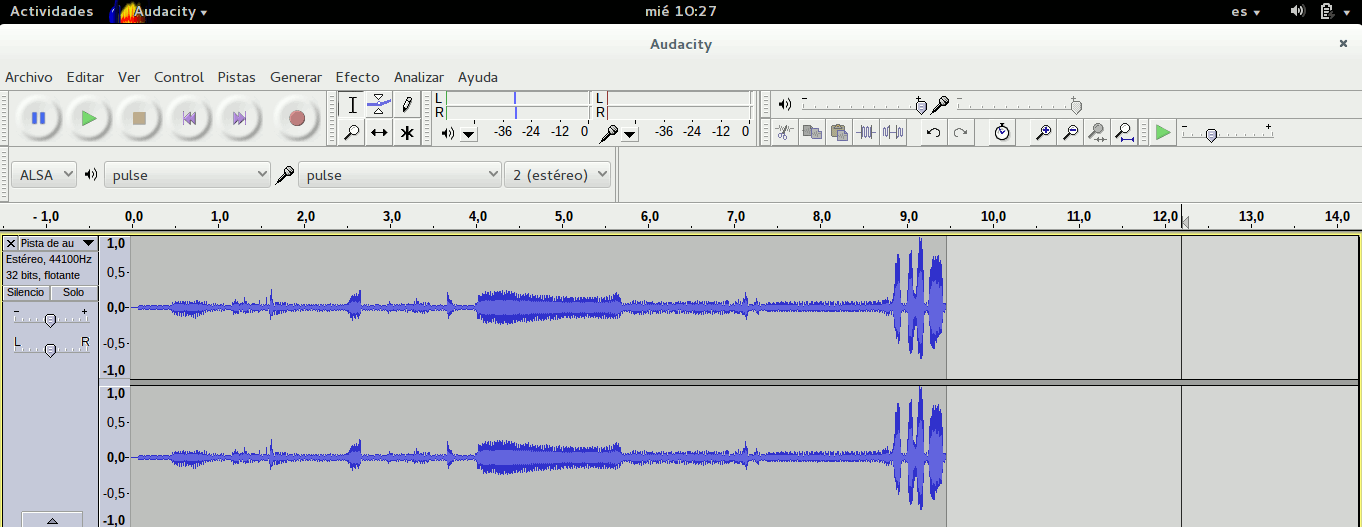 Actividades Audacity mié 10:27 es
Audacity ×
Archivo Editar Ver Control Pistas Generar Efecto Analizar Ayuda
L L
R R
-36 -24 -12 0 -36 -24 -12 0
- + - +
- +
ALSA pulse pulse 2 (estéreo)
- 1,0 0,0 1,0 2,0 3,0 4,0 5,0 6,0 7,0 8,0 9,0 10,0 11,0 12,0 13,0 14,0
Pista de au 1,0
Estéreo, 44100Hz
32 bits, flotante 0,5
Silencio Solo
- + 0,0
L R -0,5
-1,0
1,0
0,5
0,0
-0,5
-1,0